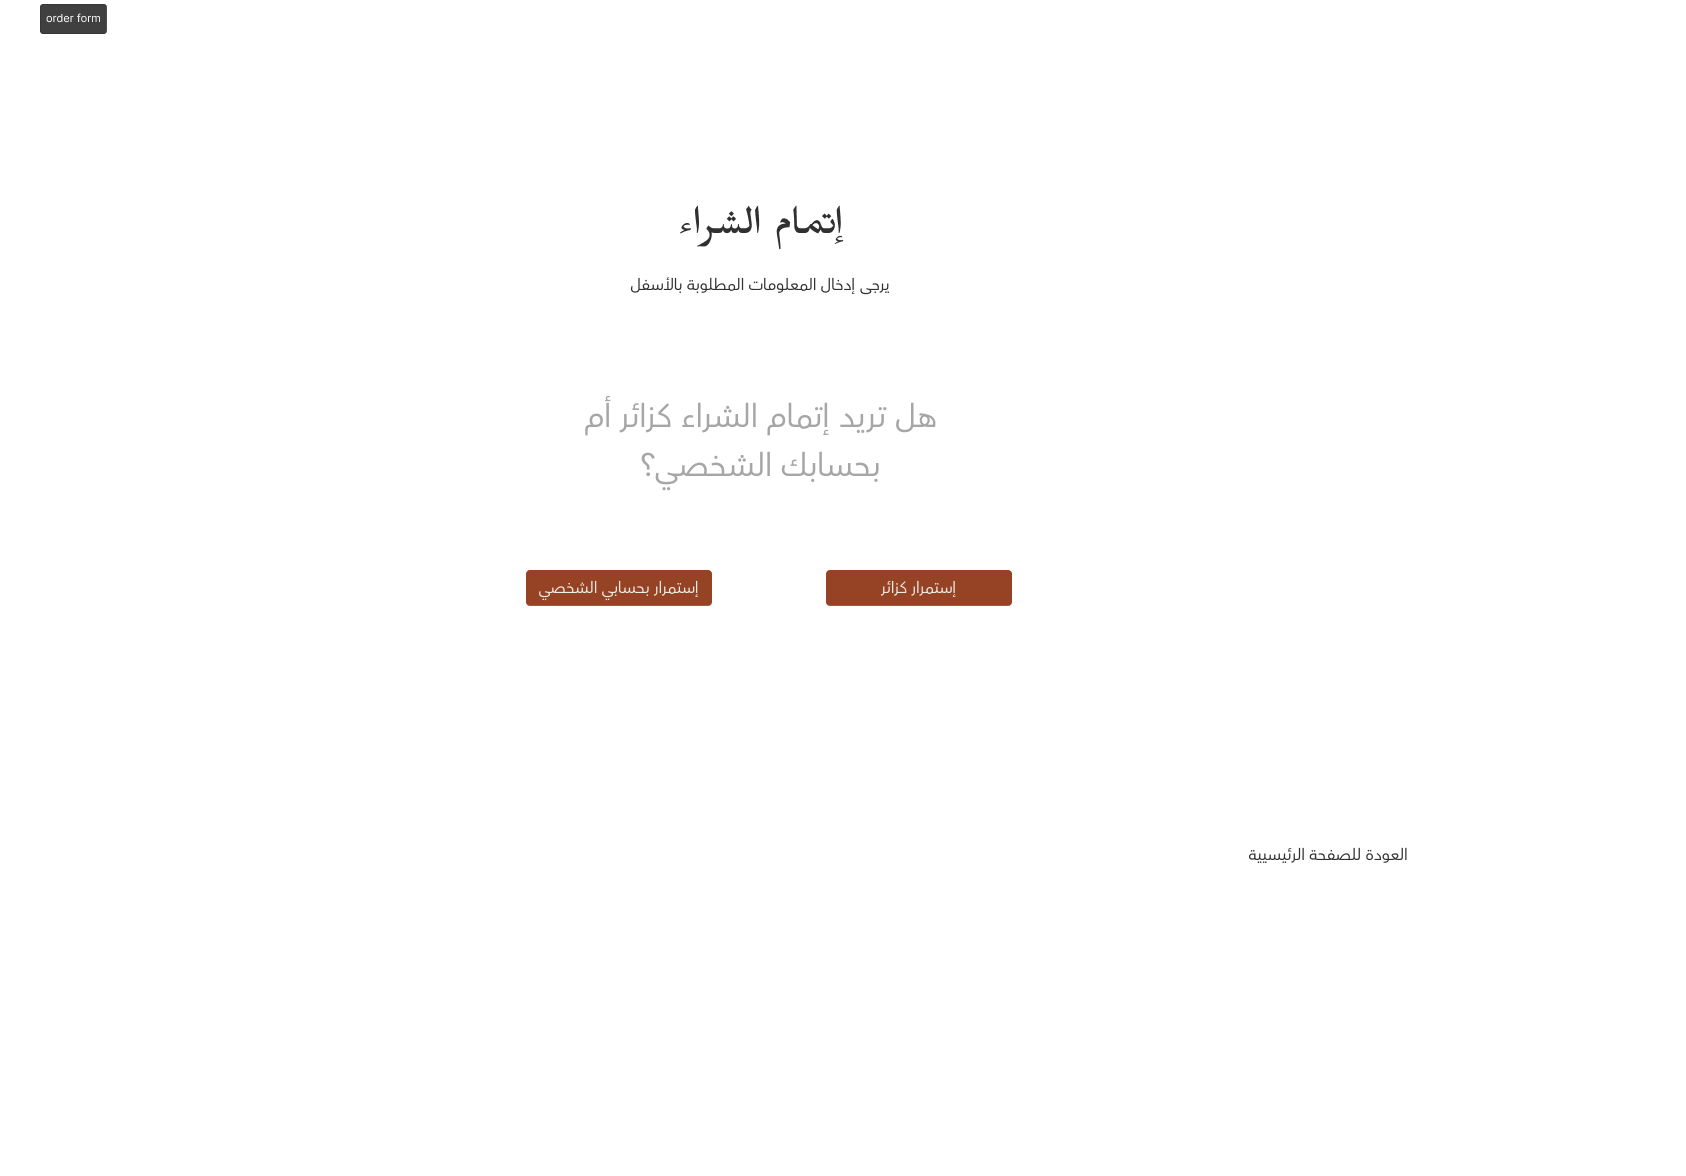 order form
إتمام الشراء
يرجى إدخال المعلومات المطلوبة بالأسفل
هل تريد إتمام الشراء كزائر أم
بحسابك الشخصي؟
إستمرار كزائر
إستمرار بحسابي الشخصي
العودة للصفحة الرئيسيية